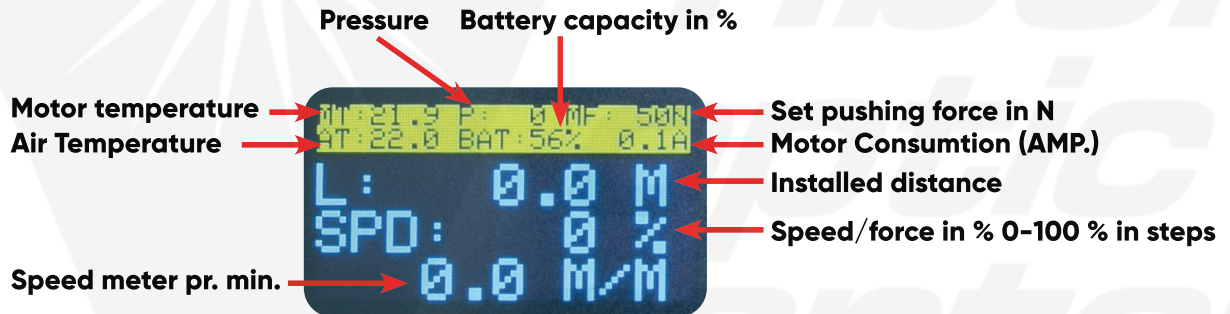 Pressure Battery capacity in %
Motor temperature
Air Temperature
MT:21.9 P: 0 MF: 50N
AT:22.0 BAT:56% 0.1A
L: 0.0 M
SPD: 0 %
0.0 M/M
Set pushing force in N
Motor Consumtion (AMP.)
Installed distance
Speed/force in % 0-100 % in steps
Speed meter pr. min.